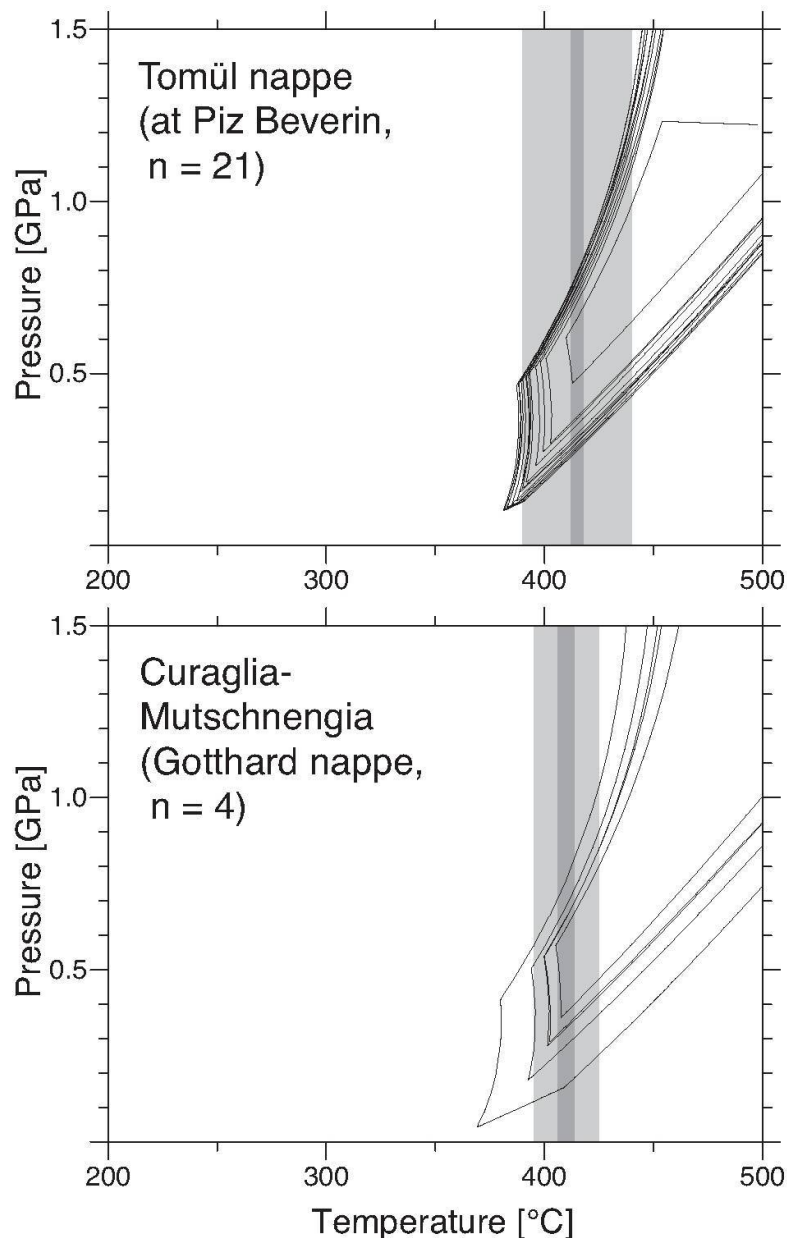 Tomül nappe
(at Piz Beverin,
n = 21)
Pressure [GPa]
1.5
1.0
0.5
200
300
400
500
Curaglia-
Mutschnengia
(Gotthard nappe,
n = 4)
Pressure [GPa]
1.5
1.0
0.5
200
300
400
500
Temperature [°C]